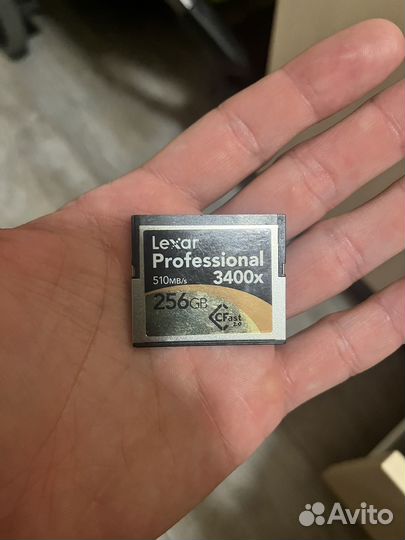 Lexar
Professional
510MB/s 3400x
256GB
CFast
2.0
Avito